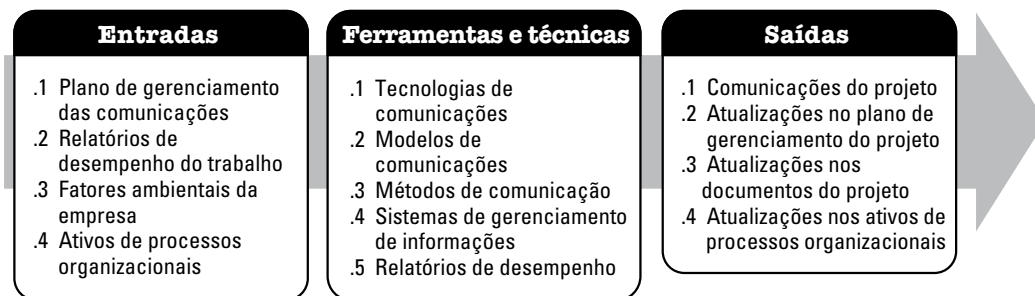 Entradas
.1 Plano de gerenciamento
das comunicações
.2 Relatórios de
desempenho do trabalho
.3 Fatores ambientais da
empresa
.4 Ativos de processos
organizacionais
Ferramentas e técnicas
.1 Tecnologias de
comunicações
.2 Modelos de
comunicações
.3 Métodos de comunicação
.4 Sistemas de gerenciamento
de informações
.5 Relatórios de desempenho
Saídas
.1 Comunicações do projeto
.2 Atualizações no plano de
gerenciamento do projeto
.3 Atualizações nos
documentos do projeto
.4 Atualizações nos ativos de
processos organizacionais